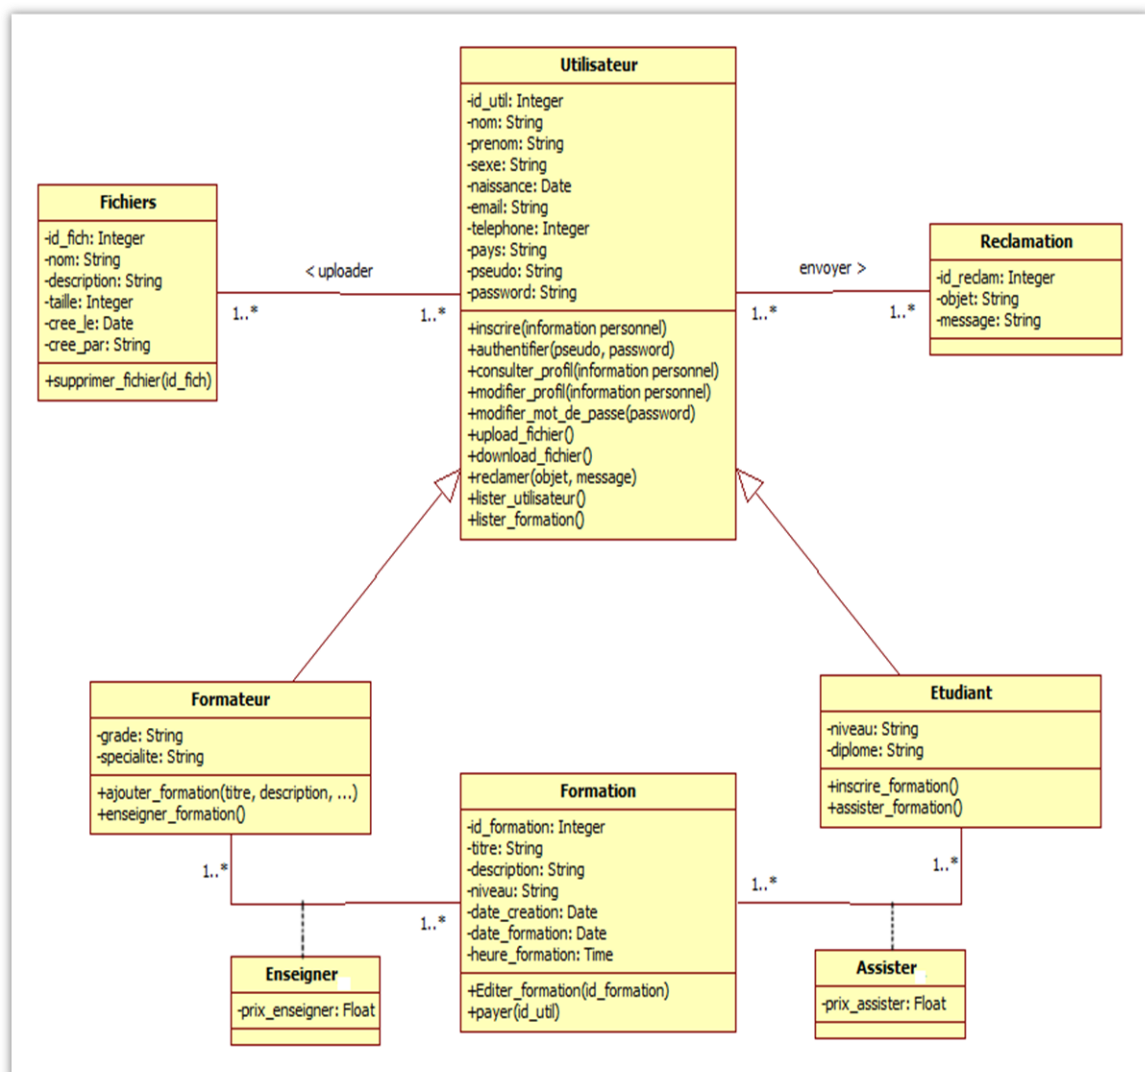 Utilisateur
-id_util: Integer
-nom: String
-prenom: String
-sexe: String
-naissance: Date
-email: String
-telephone: Integer
-pays: String
-pseudo: String
-password: String
+inscrire(information personnel)
+authentifier(pseudo, password)
+consulter_profil(information personnel)
+modifier_profil(information personnel)
+modifier_mot_de_passe(password)
+upload_fichier()
+download_fichier()
+reclamer(objet, message)
+lister_utilisateur()
+lister_formation()
Fichiers
-id_fich: Integer
-nom: String
-description: String
-taille: Integer
-cree_le: Date
-cree_par: String
+supprimer_fichier(id_fich)
< uploader
1..*
1..*
envoyer >
1..*
1..*
Reclamation
-id_reclam: Integer
-objet: String
-message: String
Formateur
-grade: String
-specialite: String
+ajouter_formation(titre, description, ...)
+enseigner_formation()
Etudiant
-niveau: String
-diplome: String
+inscrire_formation()
+assister_formation()
1..*
1..*
1..*
1..*
Formation
-id_formation: Integer
-titre: String
-description: String
-niveau: String
-date_creation: Date
-date_formation: Date
-heure_formation: Time
+Editer_formation(id_formation)
+payer(id_util)
Enseigner
-prix_enseigner: Float
Assister
-prix_assister: Float